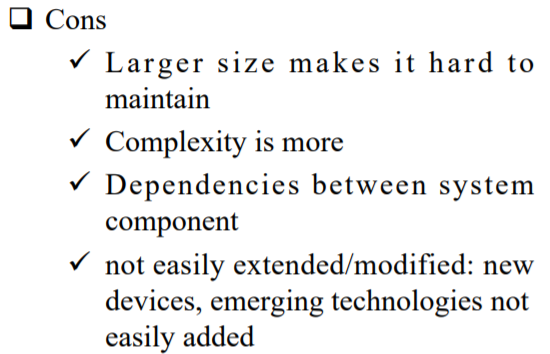 Cons
Larger size makes it hard to
maintain
Complexity is more
Dependencies between system
component
not easily extended/modified: new
devices, emerging technologies not
easily added